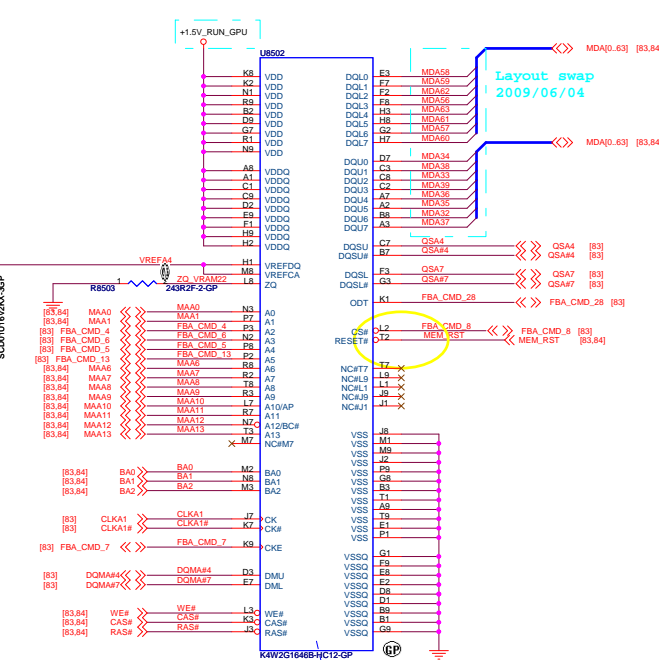 +1.5V_RUN_GPU
U8502
K8 VDD
K2 VDD
N1 VDD
R9 VDD
B2 VDD
D9 VDD
G7 VDD
R1 VDD
N9 VDD
A8 VDDQ
A1 VDDQ
C1 VDDQ
C9 VDDQ
D2 VDDQ
E9 VDDQ
F1 VDDQ
H9 VDDQ
H2 VDDQ
VREFA4 H1 VREFDQ
M8 VREFCA
R8503 1 243R2F-2-GP ZQ_VRAM22 L8 ZQ
[83,84] MAA0 MAA0 N3 A0
[83,84] MAA1 MAA1 P7 A1
[83] FBA_CMD_4 FBA_CMD_4 P3 A2
[83] FBA_CMD_6 FBA_CMD_6 N2 A3
[83] FBA_CMD_5 FBA_CMD_5 P8 A4
[83] FBA_CMD_13 FBA_CMD_13 P2 A5
[83,84] MAA6 MAA6 R8 A6
[83,84] MAA7 MAA7 R2 A7
[83,84] MAA8 MAA8 T8 A8
[83,84] MAA9 MAA9 R3 A9
[83,84] MAA10 MAA10 L7 A10/AP
[83,84] MAA11 MAA11 R7 A11
[83,84] MAA12 MAA12 N7 A12/BC#
[83,84] MAA13 MAA13 T3 A13
M7 NC#M7
[83,84] BA0 BA0 M2 BA0
[83,84] BA1 BA1 N8 BA1
[83,84] BA2 BA2 M3 BA2
[83] CLKA1 CLKA1 J7 CK
[83] CLKA1# CLKA1# K7 CK#
[83] FBA_CMD_7 FBA_CMD_7 K9 CKE
[83] DQMA#4 DQMA#4 D3 DMU
[83] DQMA#7 DQMA#7 E7 DML
[83,84] WE# WE# L3 WE#
[83,84] CAS# CAS# K3 CAS#
[83,84] RAS# RAS# J3 RAS#
K4W2G1646B-HC12-GP
DQL0 E3 MDA58
DQL1 F7 MDA59
DQL2 F2 MDA62
DQL3 F8 MDA56
DQL4 H3 MDA63
DQL5 H8 MDA61
DQL6 G2 MDA57
DQL7 H7 MDA60
MDA[0..63] [83,84
Layout swap
2009/06/04
MDA[0..63] [83,84
DQU0 D7 MDA34
DQU1 C3 MDA38
DQU2 C8 MDA33
DQU3 C2 MDA39
DQU4 A7 MDA36
DQU5 A2 MDA35
DQU6 B8 MDA32
DQU7 A3 MDA37
DQSU C7 QSA4 QSA4 [83]
DQSU# B7 QSA#4 QSA#4 [83]
DQSL F3 QSA7 QSA7 [83]
DQSL# G3 QSA#7 QSA#7 [83]
ODT K1 FBA_CMD_28 FBA_CMD_28 [83]
CS# L2 FBA_CMD_8 FBA_CMD_8 [83]
RESET# T2 MEM_RST MEM_RST [83,84]
NC#T7 T7
NC#L9 L9
NC#L1 L1
NC#J9 J9
NC#J1 J1
VSS J8
VSS M1
VSS M9
VSS J2
VSS P9
VSS G8
VSS B3
VSS T1
VSS A9
VSS T9
VSS E1
VSS P1
VSSQ G1
VSSQ F9
VSSQ E8
VSSQ E2
VSSQ D8
VSSQ D1
VSSQ B9
VSSQ B1
VSSQ G9
GP